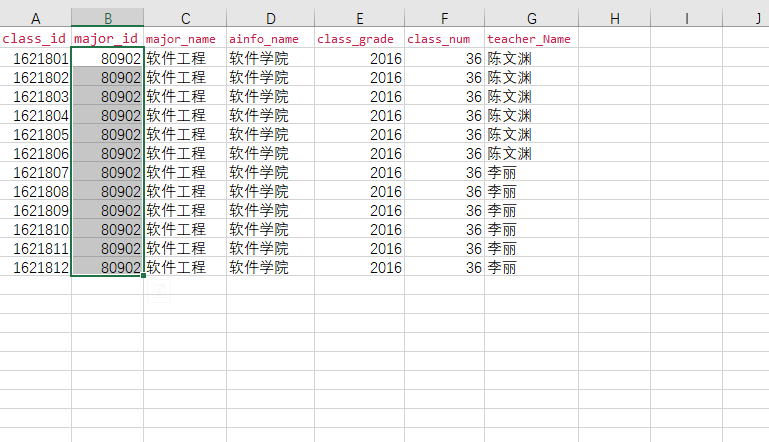 A B C D E F G H I J
class_id major_id major_name ainfo_name class_grade class_num teacher_Name
1621801 80902 软件工程 软件学院 2016 36 陈文渊
1621802 80902 软件工程 软件学院 2016 36 陈文渊
1621803 80902 软件工程 软件学院 2016 36 陈文渊
1621804 80902 软件工程 软件学院 2016 36 陈文渊
1621805 80902 软件工程 软件学院 2016 36 陈文渊
1621806 80902 软件工程 软件学院 2016 36 陈文渊
1621807 80902 软件工程 软件学院 2016 36 李丽
1621808 80902 软件工程 软件学院 2016 36 李丽
1621809 80902 软件工程 软件学院 2016 36 李丽
1621810 80902 软件工程 软件学院 2016 36 李丽
1621811 80902 软件工程 软件学院 2016 36 李丽
1621812 80902 软件工程 软件学院 2016 36 李丽